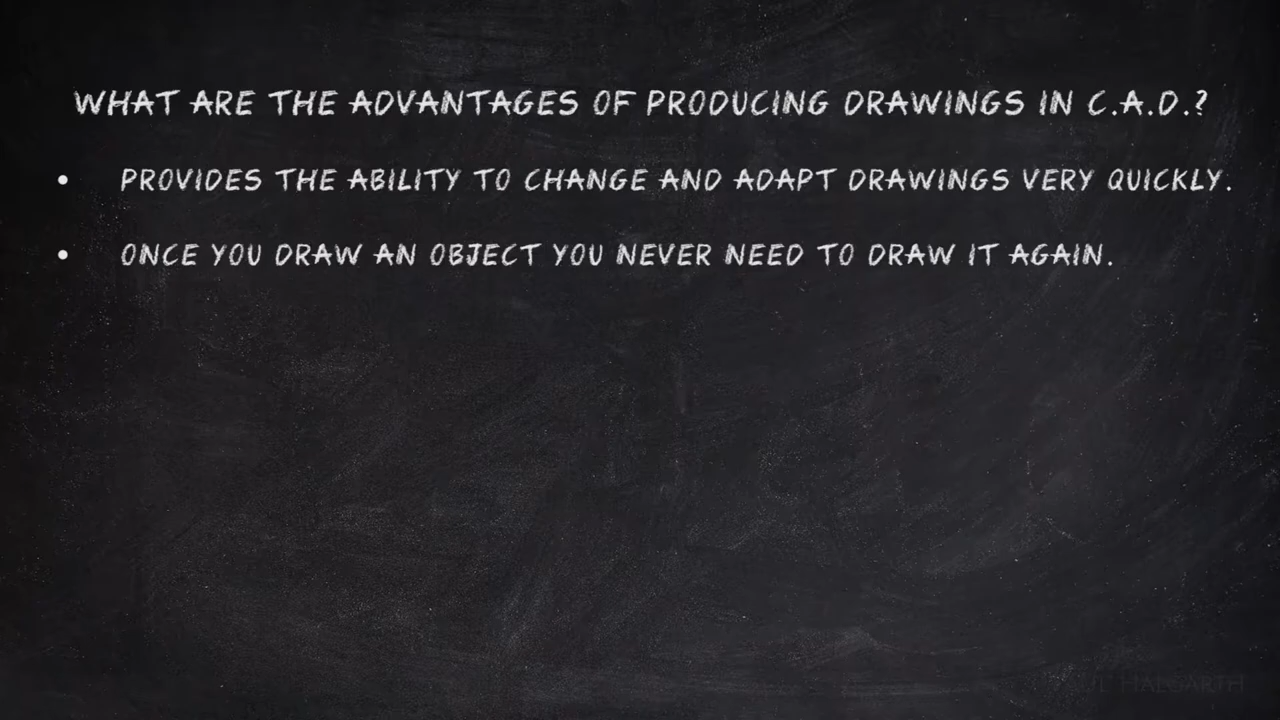 WHAT ARE THE ADVANTAGES OF PRODUCING DRAWINGS IN C.A.D.?
• PROVIDES THE ABILITY TO CHANGE AND ADAPT DRAWINGS VERY QUICKLY.
• ONCE YOU DRAW AN OBJECT YOU NEVER NEED TO DRAW IT AGAIN.
HALGARTH